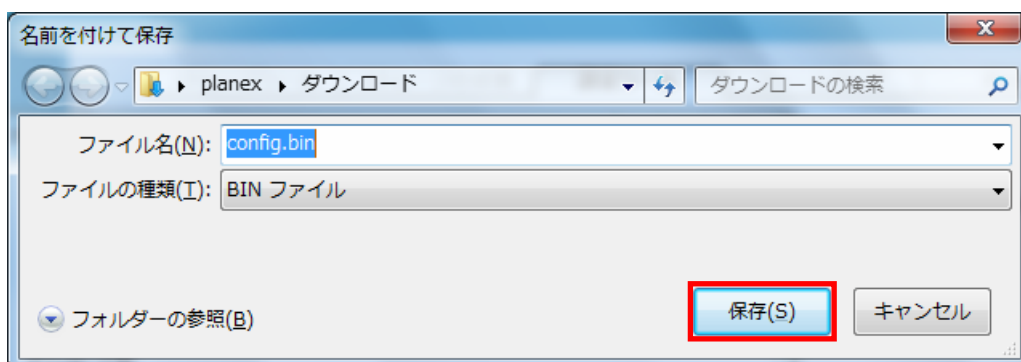 名前を付けて保存
planex ダウンロード ダウンロードの検索
ファイル名(N): config.bin
ファイルの種類(T): BIN ファイル
フォルダーの参照(B) 保存(S) キャンセル